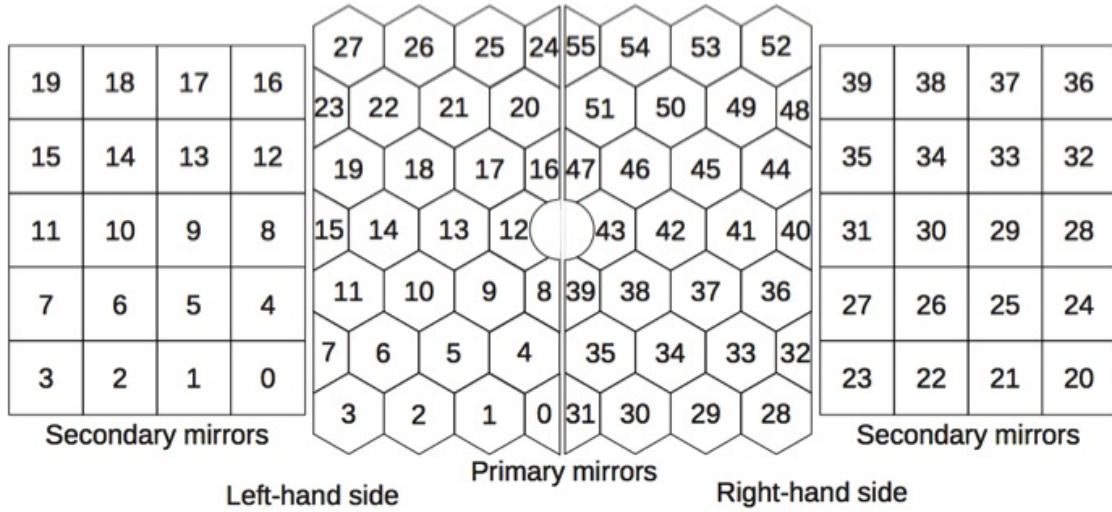 27 26 25 24 55 54 53 52
19 18 17 16 39 38 37 36
23 22 21 20 51 50 49 48
15 14 13 12 35 34 33 32
19 18 17 16 47 46 45 44
11 10 9 8 31 30 29 28
15 14 13 12 43 42 41 40
11 10 9 8 39 38 37 36
7 6 5 4 27 26 25 24
7 6 5 4 35 34 33 32
3 2 1 0 23 22 21 20
3 2 1 0 31 30 29 28
Secondary mirrors Secondary mirrors
Primary mirrors
Left-hand side Right-hand side